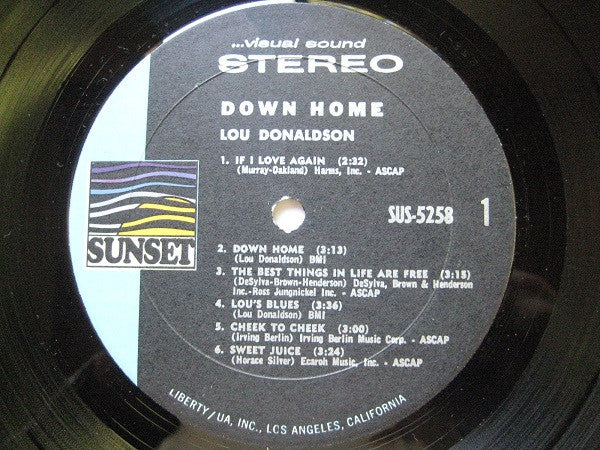 ...visual sound
STEREO
DOWN HOME
LOU DONALDSON
1. IF I LOVE AGAIN (2:22)
(Murray-Oakland) Harms, Inc. - ASCAP
SUNSET
SUS-5258 1
2. DOWN HOME (3:13)
(Lou Donaldson) BMI
3. THE BEST THINGS IN LIFE ARE FREE (3:15)
(DeSylva-Brown-Henderson) DeSylva, Brown & Henderson
Inc.-Ross Jungnickel Inc. - ASCAP
4. LOU'S BLUES (3:36)
(Lou Donaldson) BMI
5. CHEEK TO CHEEK (3:00)
(Irving Berlin) Irving Berlin Music Corp. - ASCAP
6. SWEET JUICE (3:24)
(Horace Silver) Ecaroh Music, Inc. - ASCAP
LIBERTY/UA, INC., LOS ANGELES, CALIFORNIA